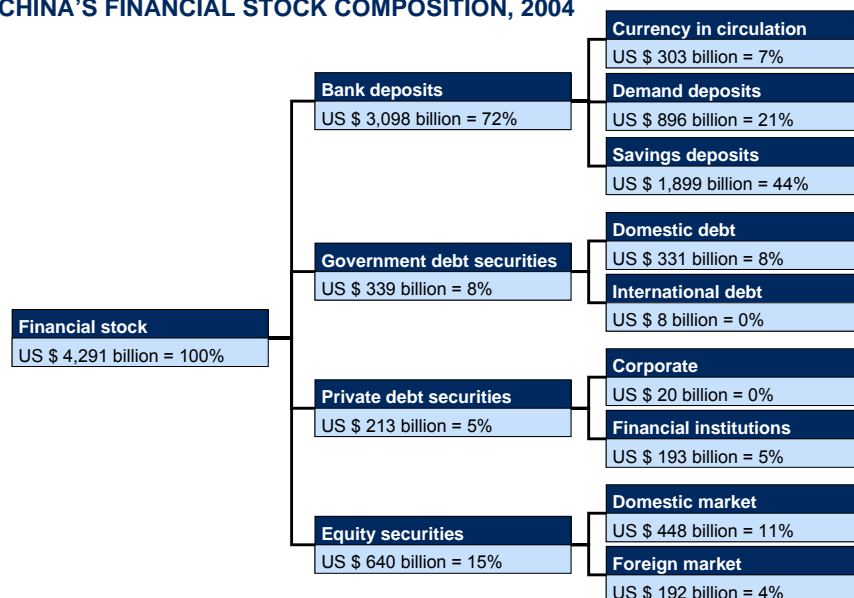 CHINA'S FINANCIAL STOCK COMPOSITION, 2004
Financial stock
US $ 4,291 billion = 100%
Bank deposits
US $ 3,098 billion = 72%
Currency in circulation
US $ 303 billion = 7%
Demand deposits
US $ 896 billion = 21%
Savings deposits
US $ 1,899 billion = 44%
Government debt securities
US $ 339 billion = 8%
Domestic debt
US $ 331 billion = 8%
International debt
US $ 8 billion = 0%
Private debt securities
US $ 213 billion = 5%
Corporate
US $ 20 billion = 0%
Financial institutions
US $ 193 billion = 5%
Equity securities
US $ 640 billion = 15%
Domestic market
US $ 448 billion = 11%
Foreign market
US $ 192 billion = 4%